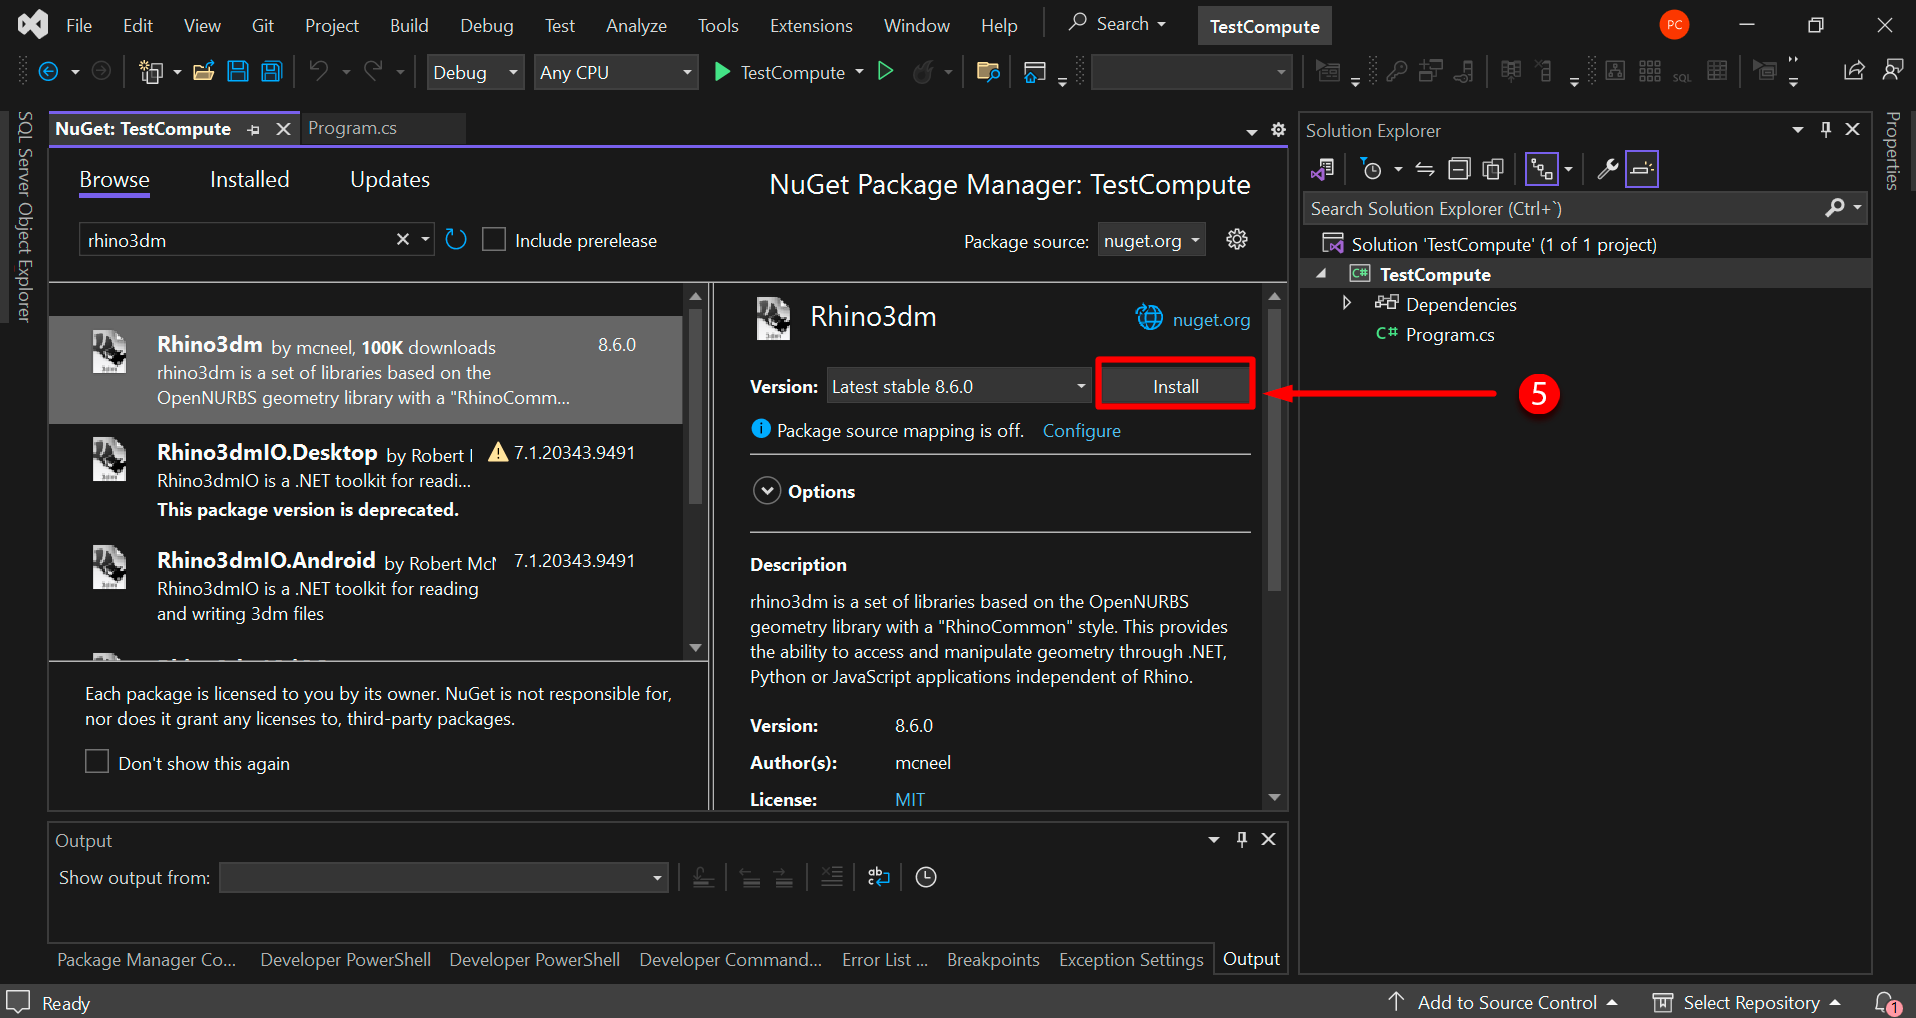 File Edit View Git Project Build Debug Test Analyze Tools Extensions Window Help Search TestCompute PC
Debug Any CPU TestCompute SQL
SQL Server Object Explorer
NuGet: TestCompute Program.cs
Browse Installed Updates
NuGet Package Manager: TestCompute
rhino3dm Include prerelease
Package source: nuget.org
Rhino3dm by mcneel, 100K downloads 8.6.0
rhino3dm is a set of libraries based on the
OpenNURBS geometry library with a "RhinoComm...
Rhino3dmIO.Desktop by Robert 7.1.20343.9491
Rhino3dmIO is a .NET toolkit for readi...
This package version is deprecated.
Rhino3dmIO.Android by Robert McN 7.1.20343.9491
Rhino3dmIO is a .NET toolkit for reading
and writing 3dm files
Each package is licensed to you by its owner. NuGet is not responsible for,
nor does it grant any licenses to, third-party packages.
Don't show this again
Rhino3dm nuget.org
Version: Latest stable 8.6.0 Install
5
Package source mapping is off. Configure
Options
Description
rhino3dm is a set of libraries based on the OpenNURBS
geometry library with a "RhinoCommon" style. This provides
the ability to access and manipulate geometry through .NET,
Python or JavaScript applications independent of Rhino.
Version: 8.6.0
Author(s): mcneel
License: MIT
Solution Explorer
Search Solution Explorer (Ctrl+`)
Solution 'TestCompute' (1 of 1 project)
C# TestCompute
Dependencies
C# Program.cs
Properties
Output
Show output from:
Package Manager Co... Developer PowerShell Developer PowerShell Developer Command... Error List ... Breakpoints Exception Settings Output
Ready Add to Source Control Select Repository 1